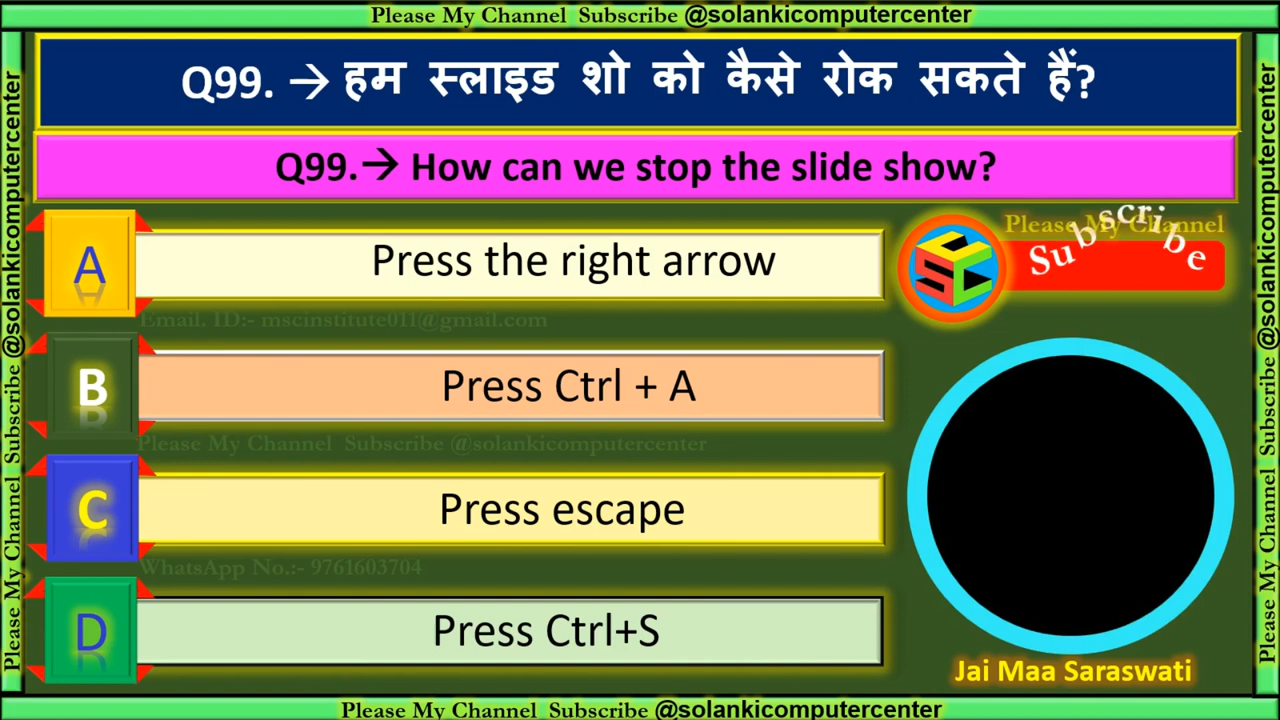 Please My Channel Subscribe @solankicomputercenter
Please My Channel Subscribe @solankicomputercenter
Q99. → हम स्लाइड शो को कैसे रोक सकते हैं?
Q99.→ How can we stop the slide show?
A Press the right arrow
Please My Channel
Subscribe
SCC
Email. ID:- mscinstitute011@gmail.com
B Press Ctrl + A
Please My Channel Subscribe @solankicomputercenter
C Press escape
WhatsApp No.:- 9761603704
D Press Ctrl+S
Jai Maa Saraswati
Please My Channel Subscribe @solankicomputercenter
Please My Channel Subscribe @solankicomputercenter